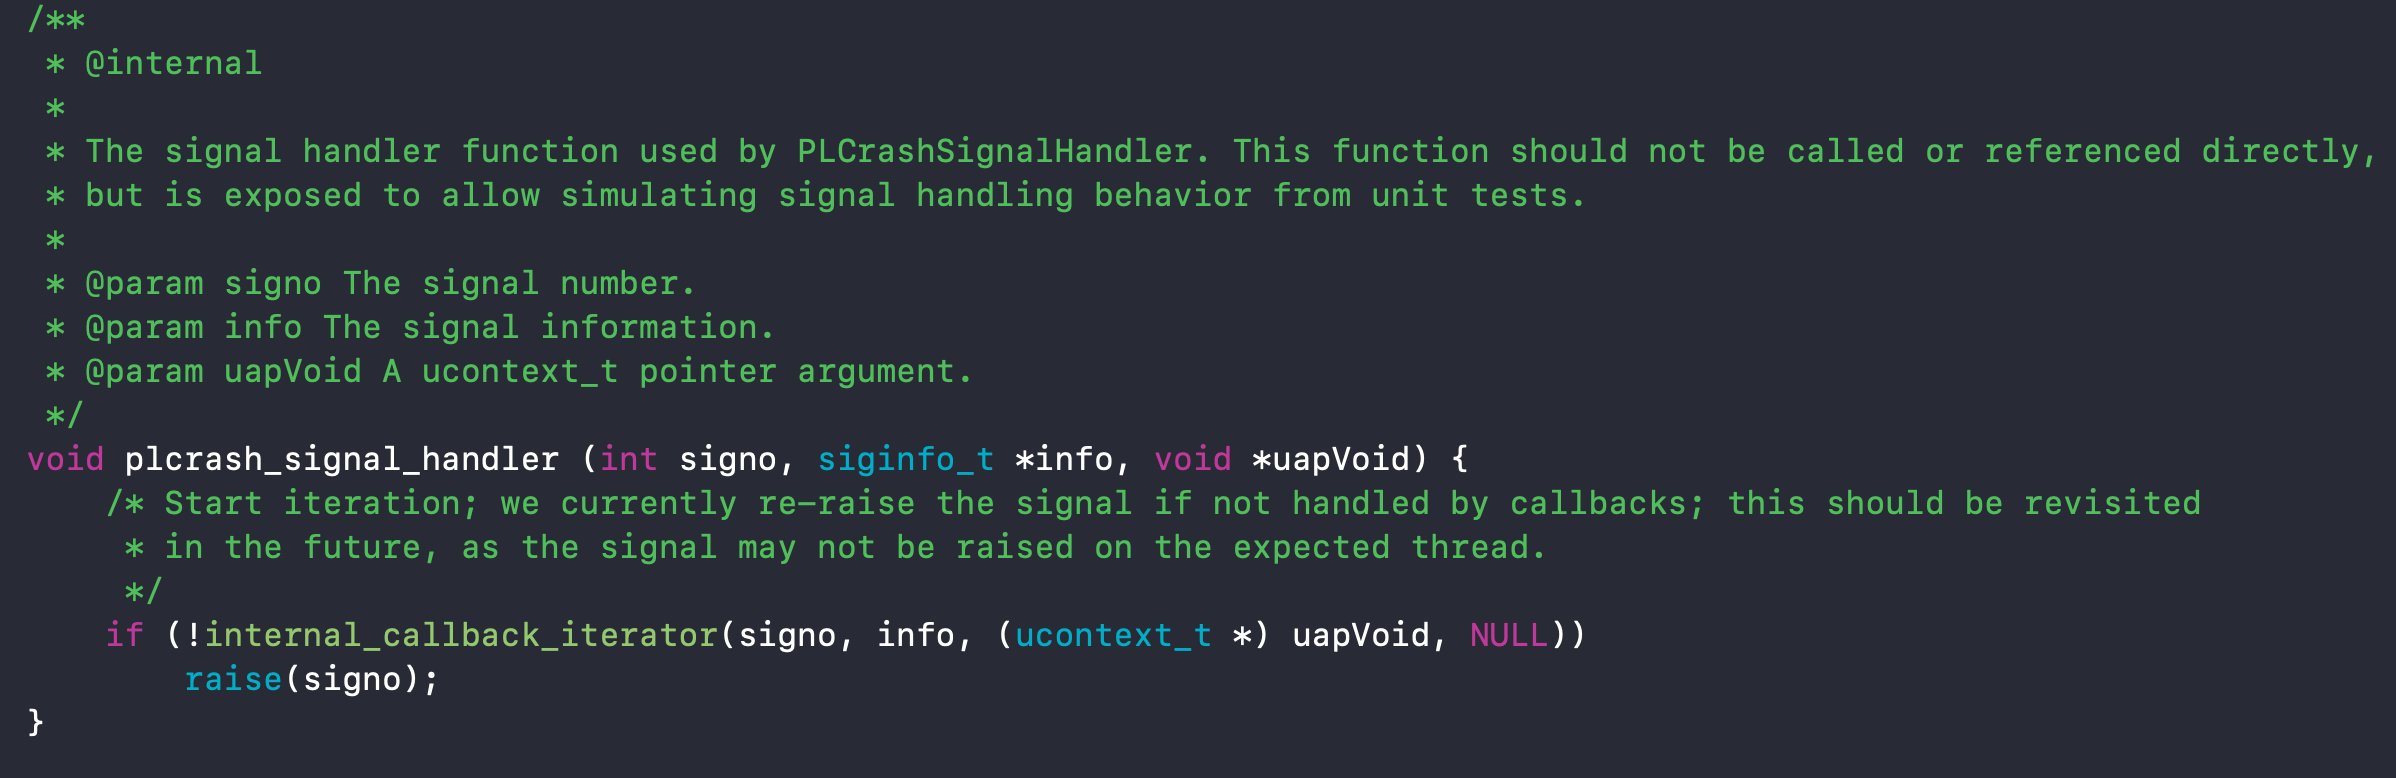 /**
 * @internal
 *
 * The signal handler function used by PLCrashSignalHandler. This function should not be called or referenced directly,
 * but is exposed to allow simulating signal handling behavior from unit tests.
 *
 * @param signo The signal number.
 * @param info The signal information.
 * @param uapVoid A ucontext_t pointer argument.
 */
void plcrash_signal_handler (int signo, siginfo_t *info, void *uapVoid) {
    /* Start iteration; we currently re-raise the signal if not handled by callbacks; this should be revisited
     * in the future, as the signal may not be raised on the expected thread.
     */
    if (!internal_callback_iterator(signo, info, (ucontext_t *) uapVoid, NULL))
        raise(signo);
}